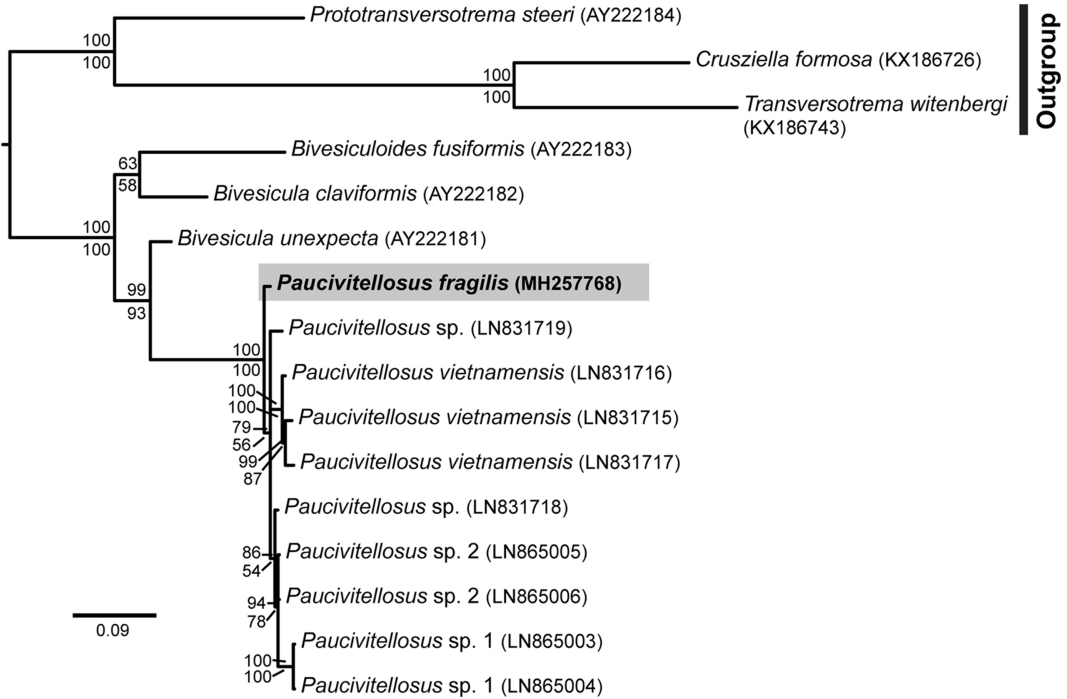 Prototransversotrema steeri (AY222184)
Outgroup
100
100
Crusziella formosa (KX186726)
100
100
Transversotrema witenbergi
(KX186743)
Bivesiculoides fusiformis (AY222183)
63
58
Bivesicula claviformis (AY222182)
100
100
Bivesicula unexpecta (AY222181)
99
93
Paucivitellosus fragilis (MH257768)
Paucivitellosus sp. (LN831719)
100
100
Paucivitellosus vietnamensis (LN831716)
100
100
Paucivitellosus vietnamensis (LN831715)
79
56
99
87
Paucivitellosus vietnamensis (LN831717)
Paucivitellosus sp. (LN831718)
86
54
Paucivitellosus sp. 2 (LN865005)
94
78
Paucivitellosus sp. 2 (LN865006)
0.09
Paucivitellosus sp. 1 (LN865003)
100
100
Paucivitellosus sp. 1 (LN865004)